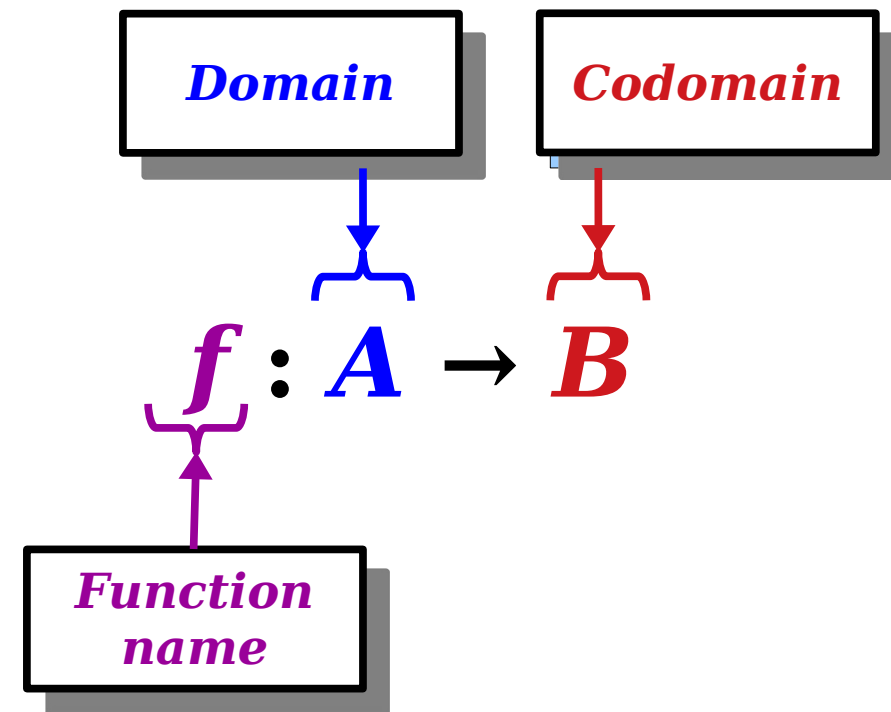 Domain
Codomain
f : A → B
Function
name